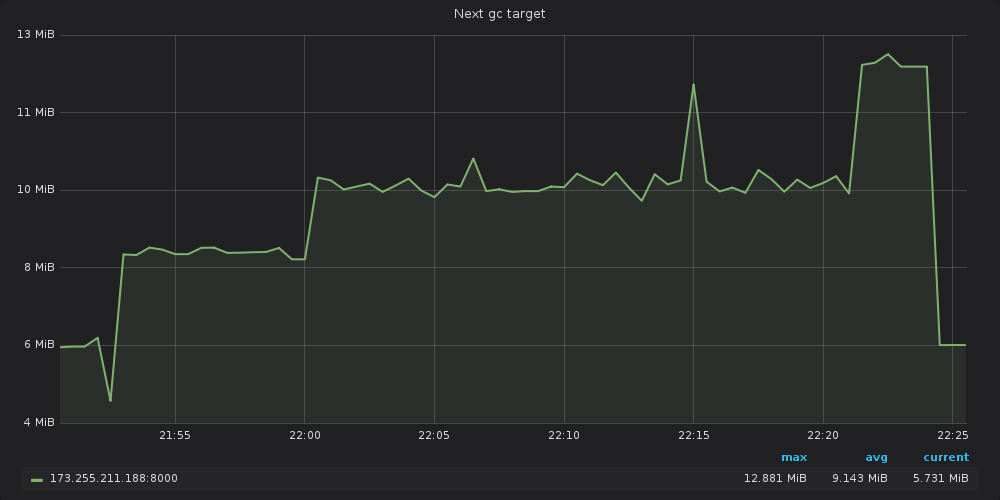 Next gc target
13 MiB
11 MiB
10 MiB
8 MiB
6 MiB
4 MiB
21:55 22:00 22:05 22:10 22:15 22:20 22:25
max avg current
173.255.211.188:8000 12.881 MiB 9.143 MiB 5.731 MiB